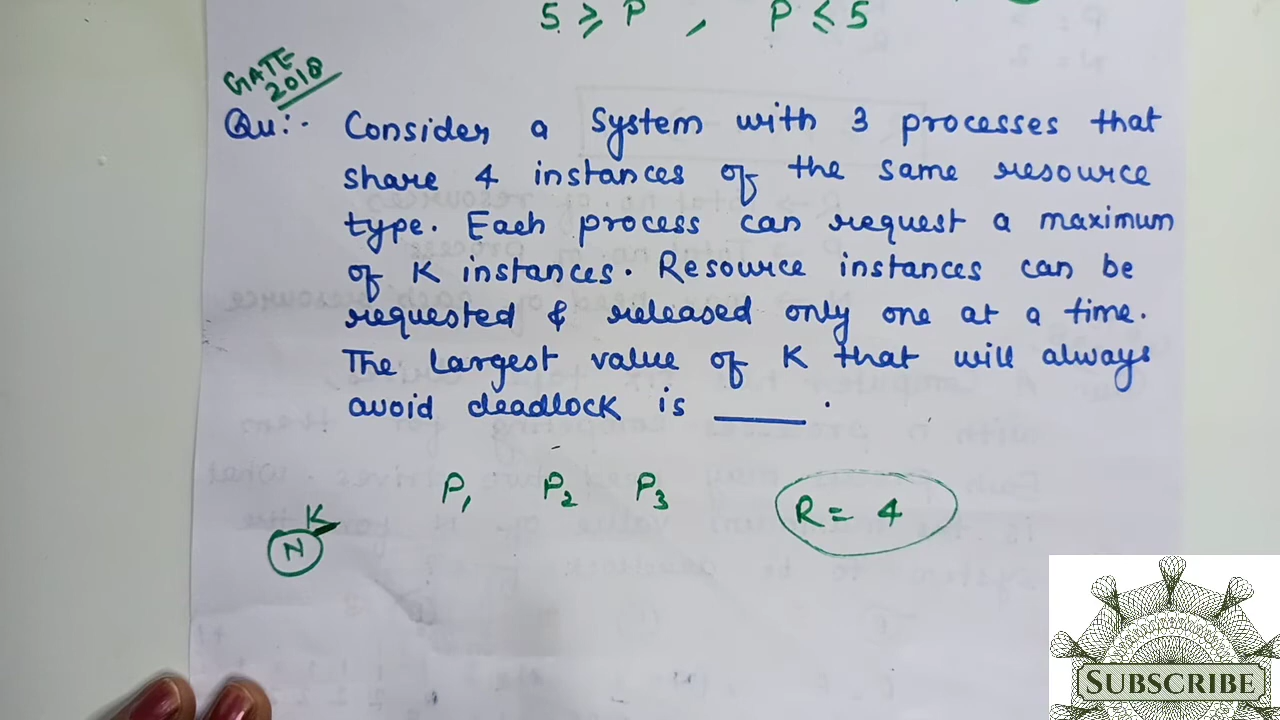 5 ≥ P , P ≤ 5
GATE
2018
Qu:- Consider a system with 3 processes that
share 4 instances of the same resource
type. Each process can request a maximum
of K instances. Resource instances can be
requested & released only one at a time.
The largest value of K that will always
avoid deadlock is ______ .
P₁ P₂ P₃ R = 4
K
N
SUBSCRIBE